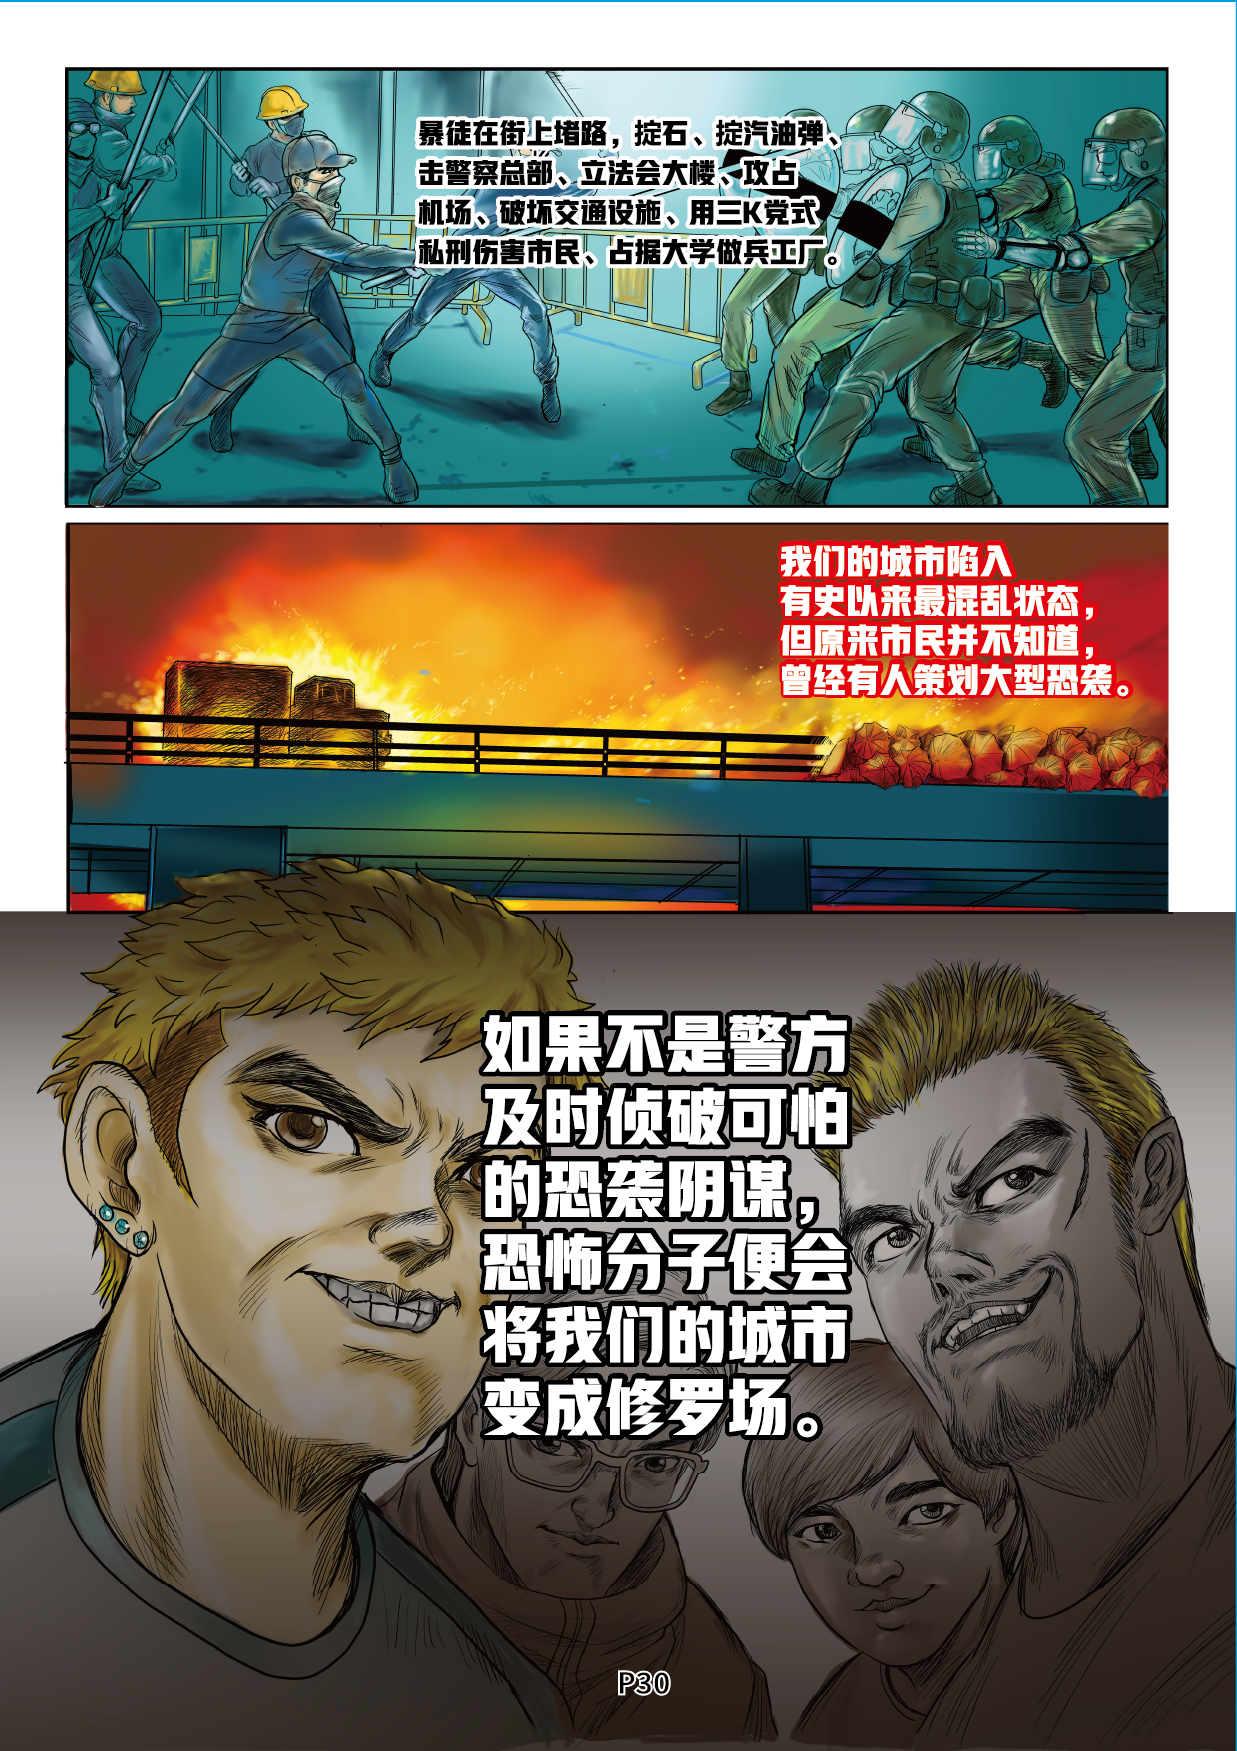 暴徒在街上堵路，掟石、掟汽油弹、
击警察总部、立法会大楼、攻占
机场、破坏交通设施、用三K党式
私刑伤害市民、占据大学做兵工厂。
我们的城市陷入
有史以来最混乱状态，
但原来市民并不知道，
曾经有人策划大型恐袭。
如果不是警方
及时侦破可怕
的恐袭阴谋，
恐怖分子便会
将我们的城市
变成修罗场。
P30